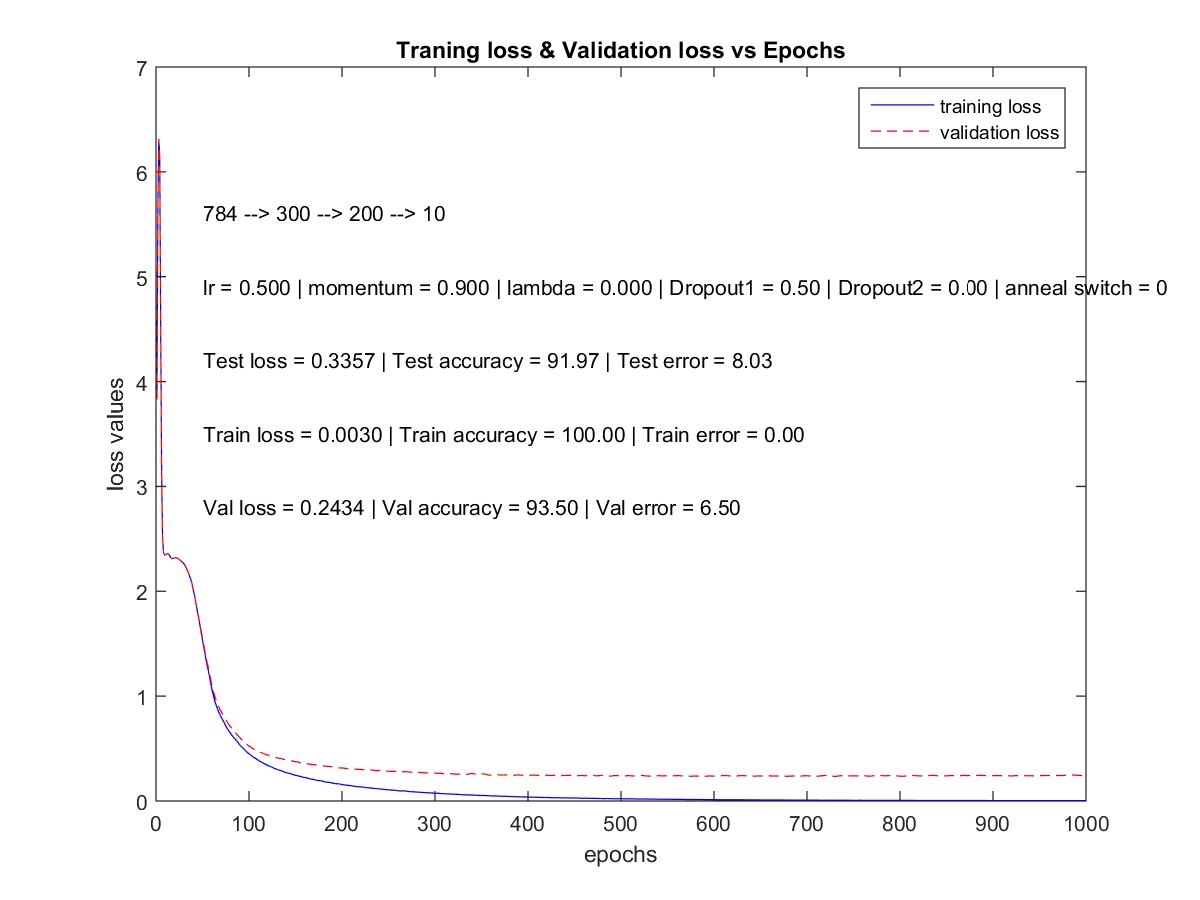 Traning loss & Validation loss vs Epochs
7
training loss
validation loss
6
784 --> 300 --> 200 --> 10
5
lr = 0.500 | momentum = 0.900 | lambda = 0.000 | Dropout1 = 0.50 | Dropout2 = 0.00 | anneal switch = 0
Test loss = 0.3357 | Test accuracy = 91.97 | Test error = 8.03
4
loss values
Train loss = 0.0030 | Train accuracy = 100.00 | Train error = 0.00
3
Val loss = 0.2434 | Val accuracy = 93.50 | Val error = 6.50
2
1
0
0 100 200 300 400 500 600 700 800 900 1000
epochs